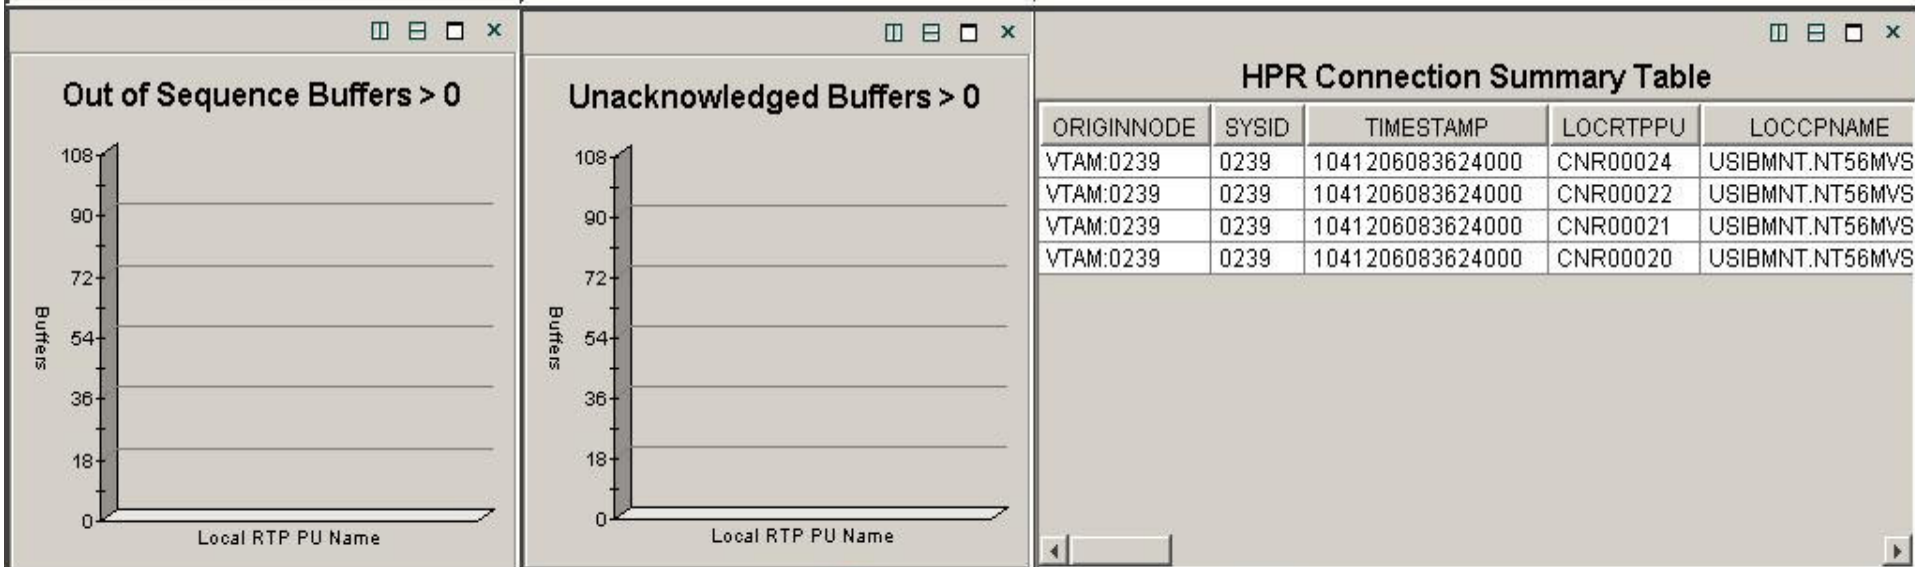 Out of Sequence Buffers > 0
108
90
72
54
36
18
0
Buffers
Local RTP PU Name
Unacknowledged Buffers > 0
108
90
72
54
36
18
0
Buffers
Local RTP PU Name
HPR Connection Summary Table
ORIGINNODE SYSID TIMESTAMP LOCRTPPU LOCCPNAME
VTAM:0239 0239 1041206083624000 CNR00024 USIBMNT.NT56MVS
VTAM:0239 0239 1041206083624000 CNR00022 USIBMNT.NT56MVS
VTAM:0239 0239 1041206083624000 CNR00021 USIBMNT.NT56MVS
VTAM:0239 0239 1041206083624000 CNR00020 USIBMNT.NT56MVS